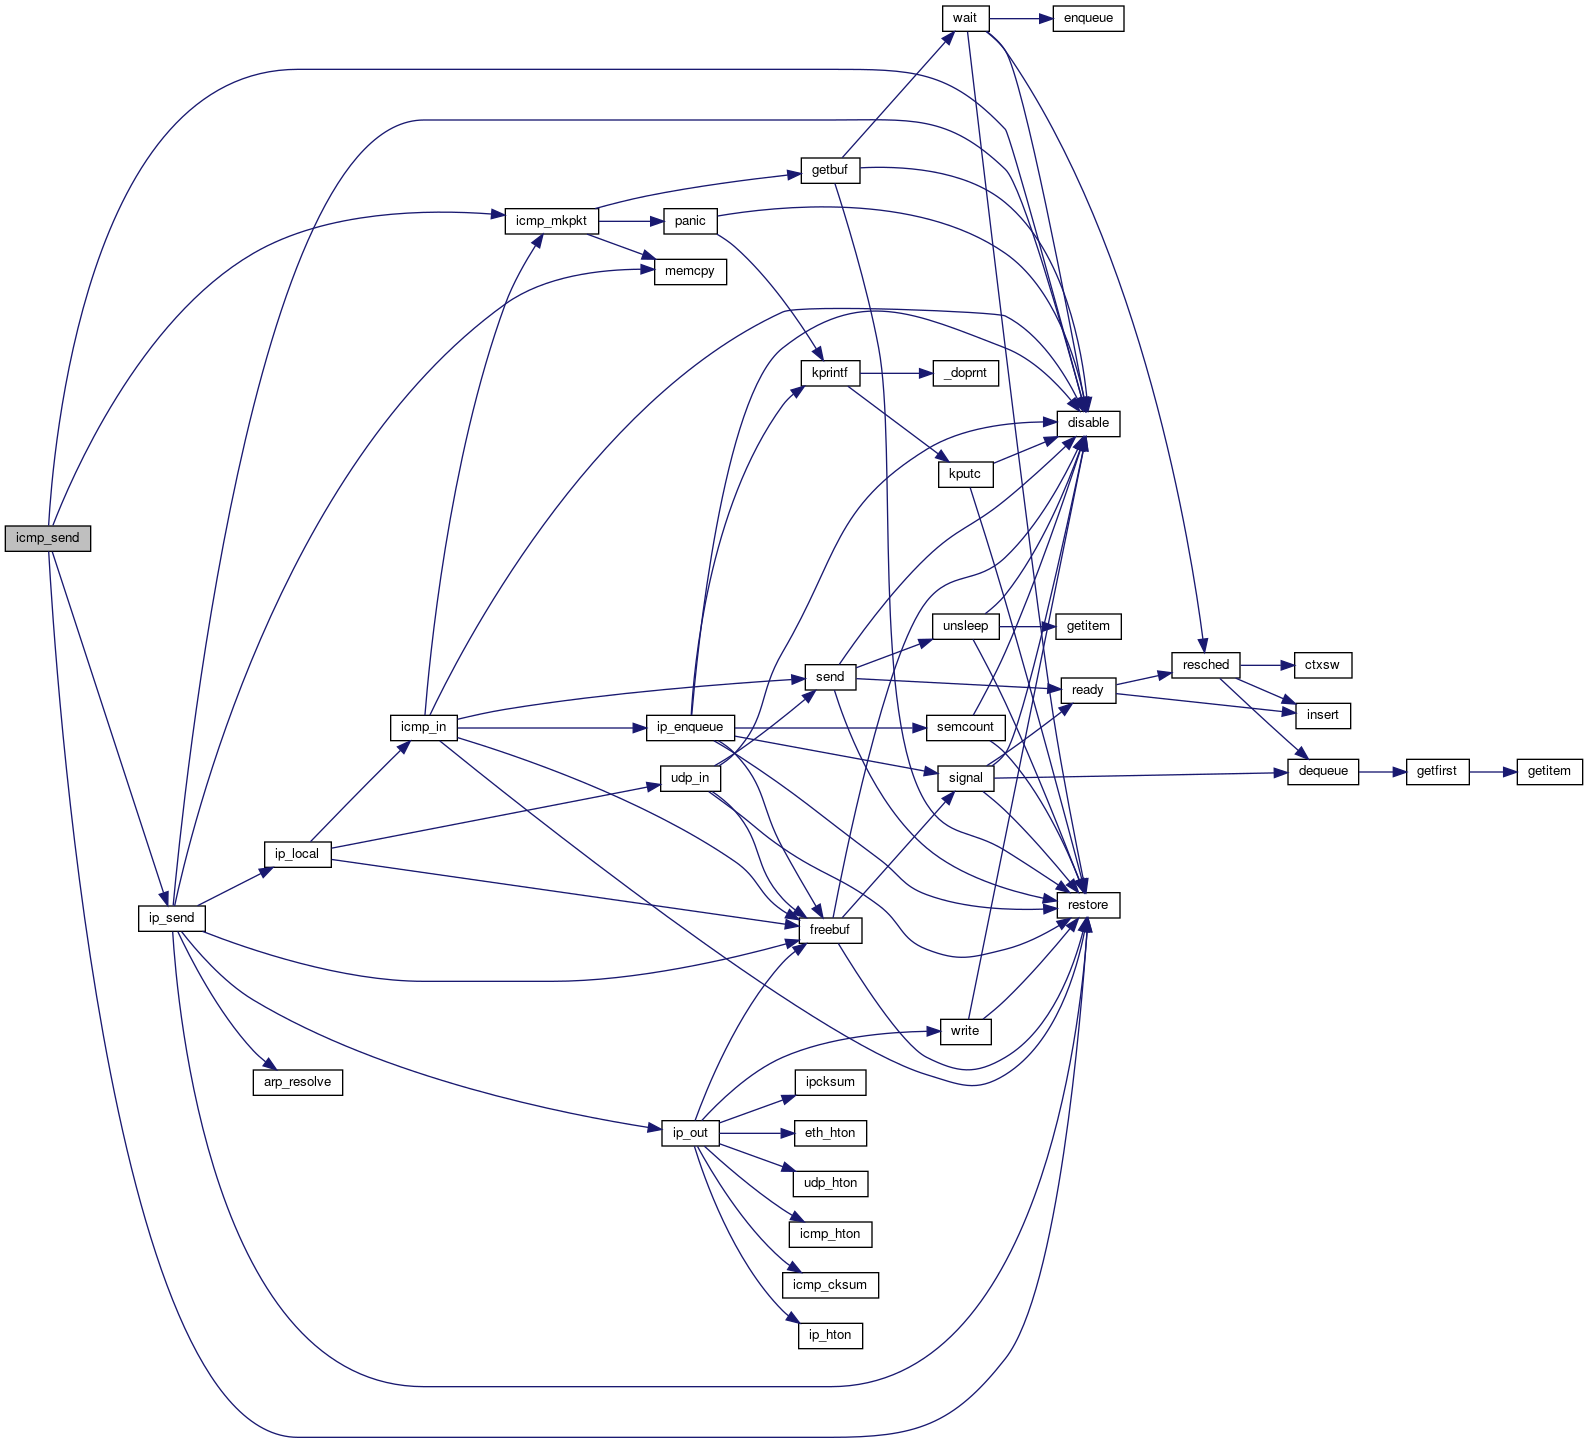 wait
enqueue
getbuf
icmp_mkpkt
panic
memcpy
kprintf
_doprnt
disable
kputc
icmp_send
unsleep
getitem
send
resched
ctxsw
ready
icmp_in
ip_enqueue
semcount
insert
udp_in
signal
dequeue
getfirst
getitem
ip_local
ip_send
freebuf
restore
write
arp_resolve
ipcksum
ip_out
eth_hton
udp_hton
icmp_hton
icmp_cksum
ip_hton